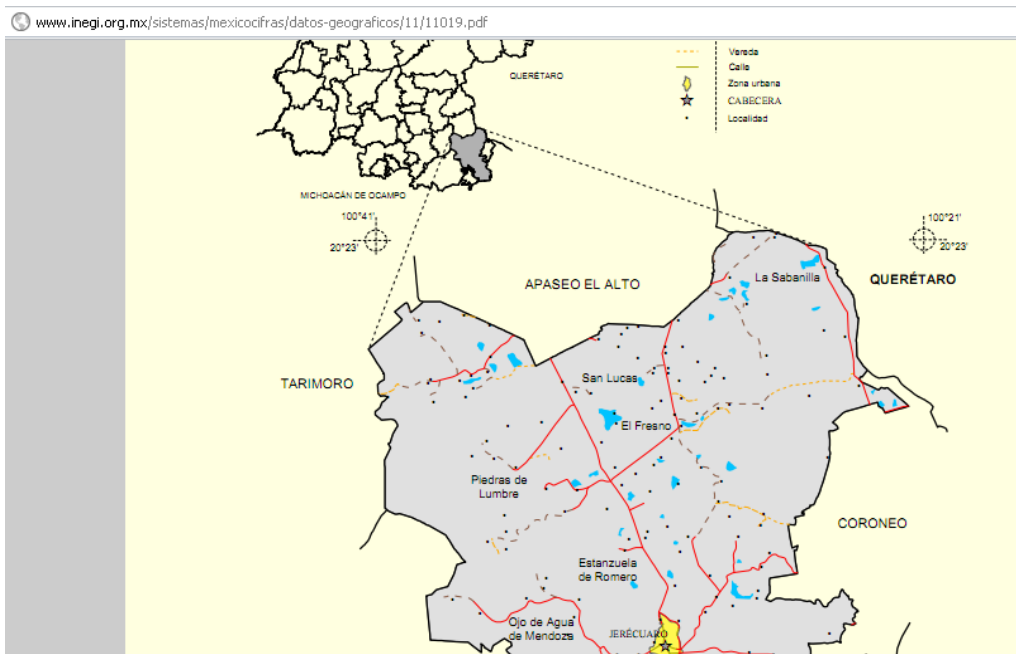 www.inegi.org.mx/sistemas/mexicocifras/datos-geograficos/11/11019.pdf
Vereda
Calle
Zona urbana
CABECERA
Localidad
QUERÉTARO
MICHOACÁN DE OCAMPO
100°41'
20°23'
100°21'
20°23'
APASEO EL ALTO
La Sabanilla
QUERÉTARO
TARIMORO
San Lucas
El Fresno
Piedras de
Lumbre
CORONEO
Estanzuela
de Romero
Ojo de Agua
de Mendoza
JERÉCUARO